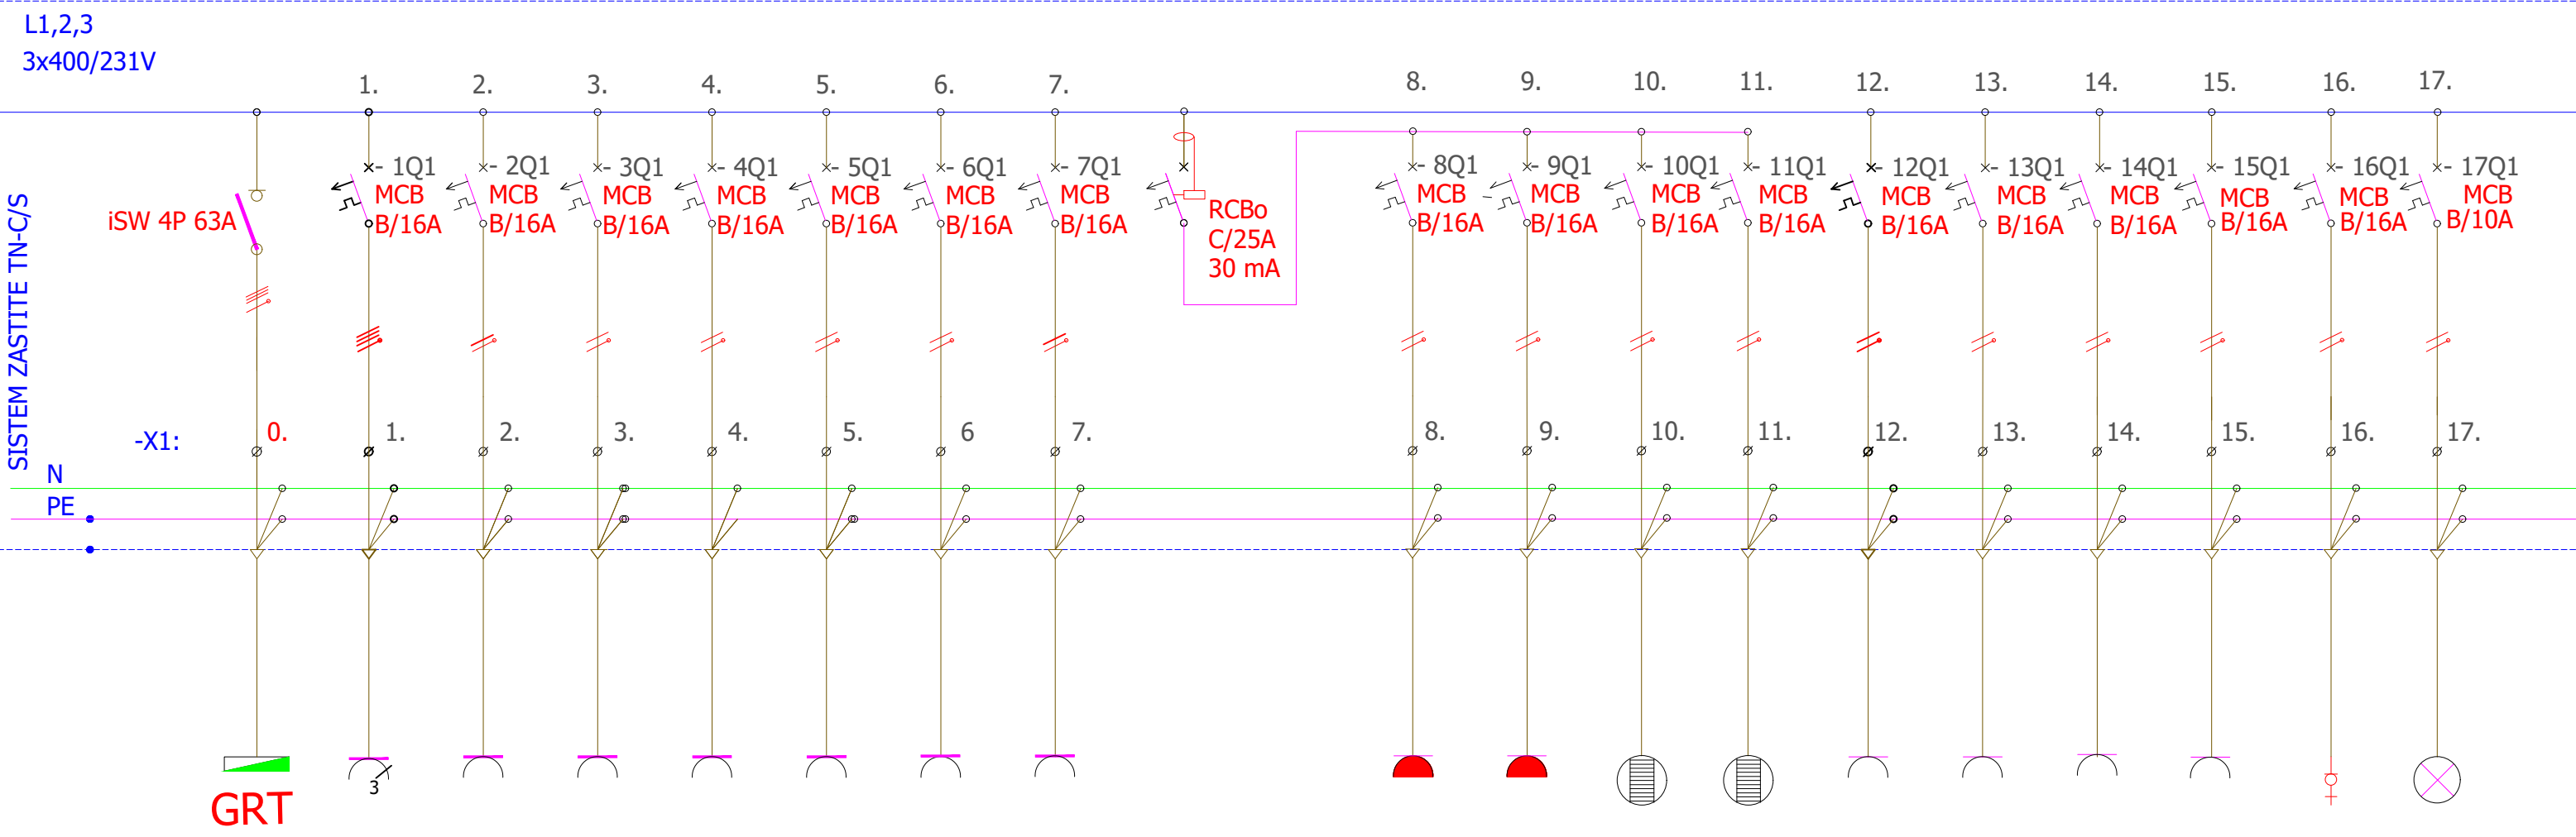 L1,2,3
3x400/231V
1. 2. 3. 4. 5. 6. 7. 8. 9. 10. 11. 12. 13. 14. 15. 16. 17.
- 1Q1 - 2Q1 - 3Q1 - 4Q1 - 5Q1 - 6Q1 - 7Q1 - 8Q1 - 9Q1 - 10Q1 - 11Q1 - 12Q1 - 13Q1 - 14Q1 - 15Q1 - 16Q1 - 17Q1
MCB MCB MCB MCB MCB MCB MCB MCB MCB MCB MCB MCB MCB MCB MCB MCB MCB
iSW 4P 63A B/16A B/16A B/16A B/16A B/16A B/16A B/16A B/16A B/16A B/16A B/16A B/16A B/16A B/16A B/16A B/16A B/10A
RCBo
C/25A
30 mA
SISTEM ZASTITE TN-C/S
-X1: 0. 1. 2. 3. 4. 5. 6 7. 8. 9. 10. 11. 12. 13. 14. 15. 16. 17.
N
PE
3
GRT